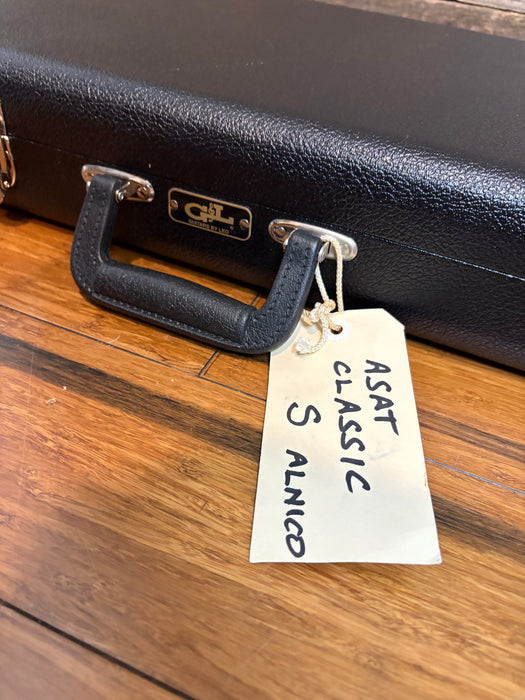 G&L
GUITARS BY LEO
ASAT
CLASSIC
S ALNICO